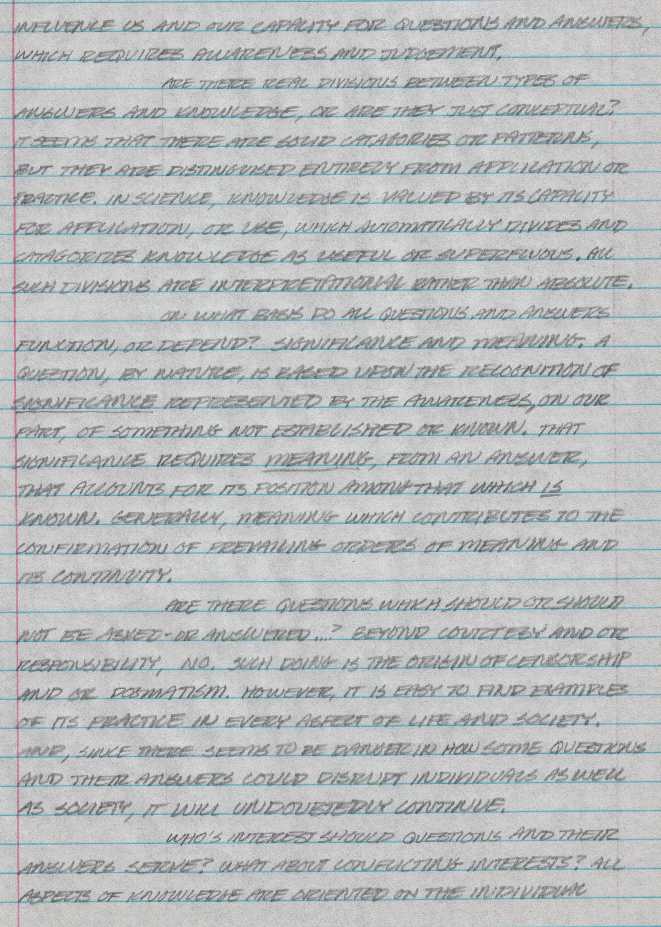 INFLUENCE US AND OUR CAPACITY FOR QUESTIONS AND ANSWERS,
WHICH REQUIRES AWARENESS AND JUDGEMENT.
ARE THERE REAL DIVISIONS BETWEEN TYPES OF
ANSWERS AND KNOWLEDGE, OR ARE THEY JUST CONCEPTUAL?
IT SEEMS THAT THERE ARE SOLID CATAGORIES OR PATTERNS,
BUT THEY ARE DISTINGUISED ENTIRELY FROM APPLICATION OR
PRACTICE. IN SCIENCE, KNOWLEDGE IS VALUED BY ITS CAPACITY
FOR APPLICATION, OR USE, WHICH AUTOMATICALLY DIVIDES AND
CATAGORIZES KNOWLEDGE AS USEFUL OR SUPERFLUOUS. ALL
SUCH DIVISIONS ARE INTERPRETATIONAL RATHER THAN ABSOLUTE.
ON WHAT BASIS DO ALL QUESTIONS AND ANSWERS
FUNCTION, OR DEPEND? SIGNIFICANCE AND MEANING. A
QUESTION, BY NATURE, IS BASED UPON THE RECOGNITION OF
SIGNIFICANCE REPRESENTED BY THE AWARENESS, ON OUR
PART, OF SOMETHING NOT ESTABLISHED OR KNOWN. THAT
SIGNIFICANCE REQUIRES MEANING, FROM AN ANSWER,
THAT ACCOUNTS FOR ITS POSITION AMONG THAT WHICH IS
KNOWN. GENERALLY, MEANING WHICH CONTRIBUTES TO THE
CONFIRMATION OF PREVAILING ORDERS OF MEANING AND
ITS CONTINUITY.
ARE THERE QUESTIONS WHICH SHOULD OR SHOULD
NOT BE ASKED - OR ANSWERED...? BEYOND COURTESY AND OR
RESPONSIBILITY, NO. SUCH DOING IS THE ORIGIN OF CENSORSHIP
AND OR DOGMATISM. HOWEVER, IT IS EASY TO FIND EXAMPLES
OF ITS PRACTICE IN EVERY ASPECT OF LIFE AND SOCIETY.
AND, SINCE THERE SEEMS TO BE DANGER IN HOW SOME QUESTIONS
AND THEIR ANSWERS COULD DISRUPT INDIVIDUALS AS WELL
AS SOCIETY, IT WILL UNDOUBTEDLY CONTINUE.
WHO'S INTEREST SHOULD QUESTIONS AND THEIR
ANSWERS SERVE? WHAT ABOUT CONFLICTING INTERESTS? ALL
ASPECTS OF KNOWLEDGE ARE ORIENTED ON THE INDIVIDUAL